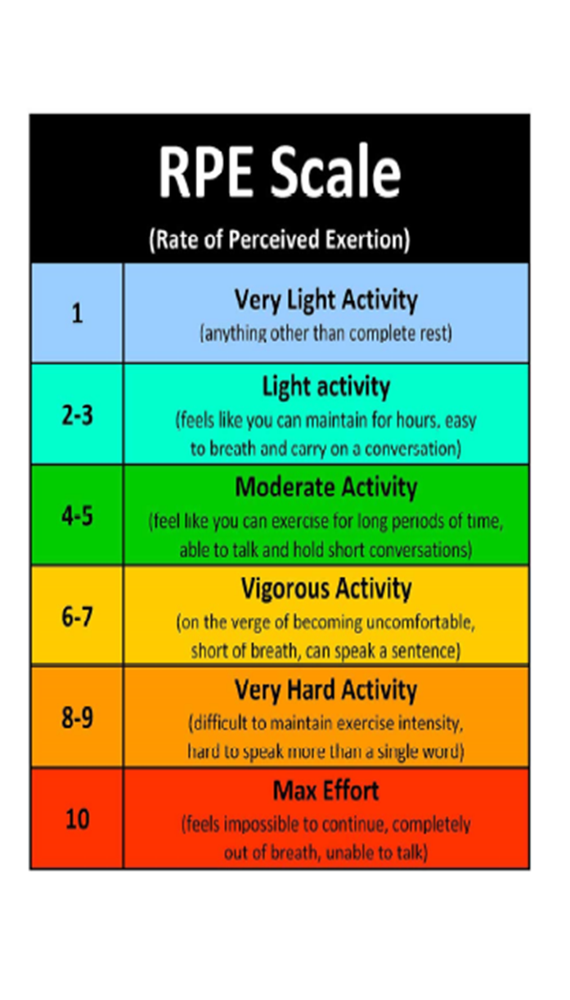 RPE Scale
(Rate of Perceived Exertion)
1
Very Light Activity
(anything other than complete rest)
2-3
Light activity
(feels like you can maintain for hours, easy
to breath and carry on a conversation)
4-5
Moderate Activity
(feel like you can exercise for long periods of time,
able to talk and hold short conversations)
6-7
Vigorous Activity
(on the verge of becoming uncomfortable,
short of breath, can speak a sentence)
8-9
Very Hard Activity
(difficult to maintain exercise intensity,
hard to speak more than a single word)
10
Max Effort
(feels impossible to continue, completely
out of breath, unable to talk)